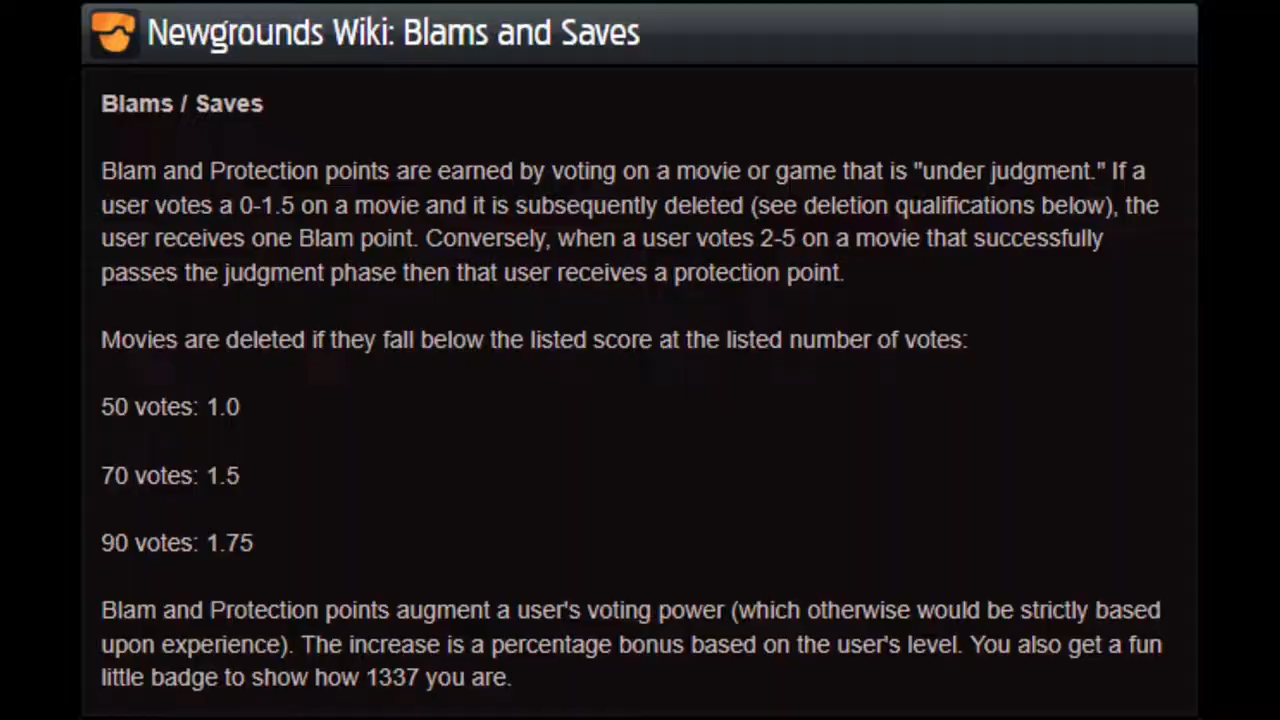 Newgrounds Wiki: Blams and Saves
Blams / Saves
Blam and Protection points are earned by voting on a movie or game that is "under judgment." If a
user votes a 0-1.5 on a movie and it is subsequently deleted (see deletion qualifications below), the
user receives one Blam point. Conversely, when a user votes 2-5 on a movie that successfully
passes the judgment phase then that user receives a protection point.
Movies are deleted if they fall below the listed score at the listed number of votes:
50 votes: 1.0
70 votes: 1.5
90 votes: 1.75
Blam and Protection points augment a user's voting power (which otherwise would be strictly based
upon experience). The increase is a percentage bonus based on the user's level. You also get a fun
little badge to show how 1337 you are.